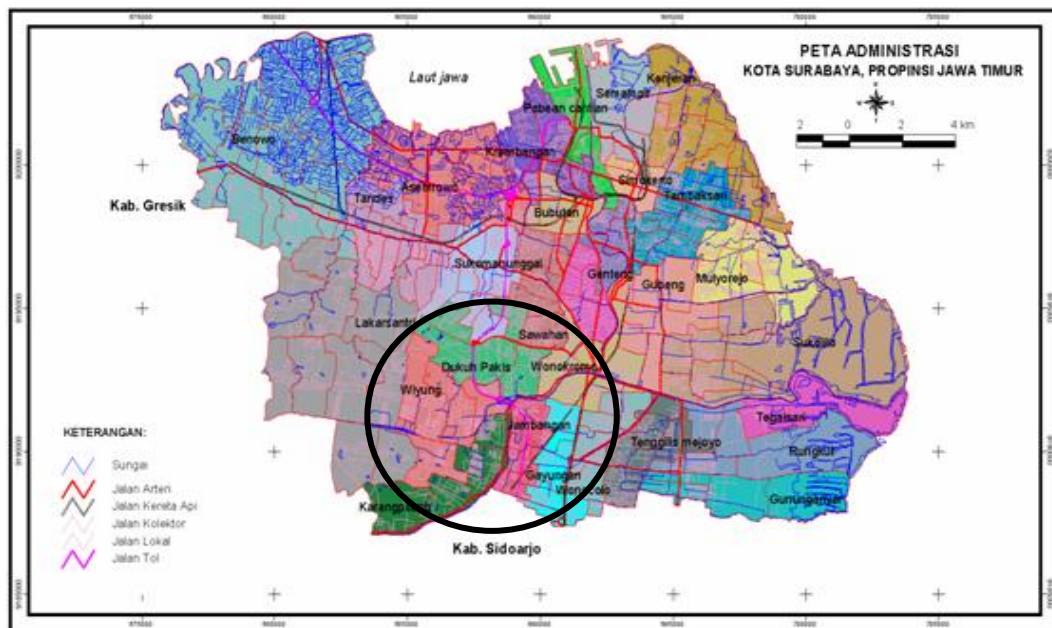 PETA ADMINISTRASI
KOTA SURABAYA, PROPINSI JAWA TIMUR
2 0 2 4 km
Laut jawa
Kenjeran
Semampir
Pabean cantian
Benowo
Krembangan
Simokerto
Tambaksari
Asemrowo
Tandes
Kab. Gresik
Bubutan
Sukomanunggal
Genteng
Gubeng
Mulyorejo
Lakarsantri
Sawahan
Sukolilo
Dukuh Pakis
Wonokromo
Wiyung
Tegalsari
Jambangan
Tenggilis mejoyo
Rungkut
Gayungan
Wonocolo
Gununganyar
Karangpilang
Kab. Sidoarjo
KETERANGAN:
Sungai
Jalan Arteri
Jalan Kereta Api
Jalan Kolektor
Jalan Lokal
Jalan Tol